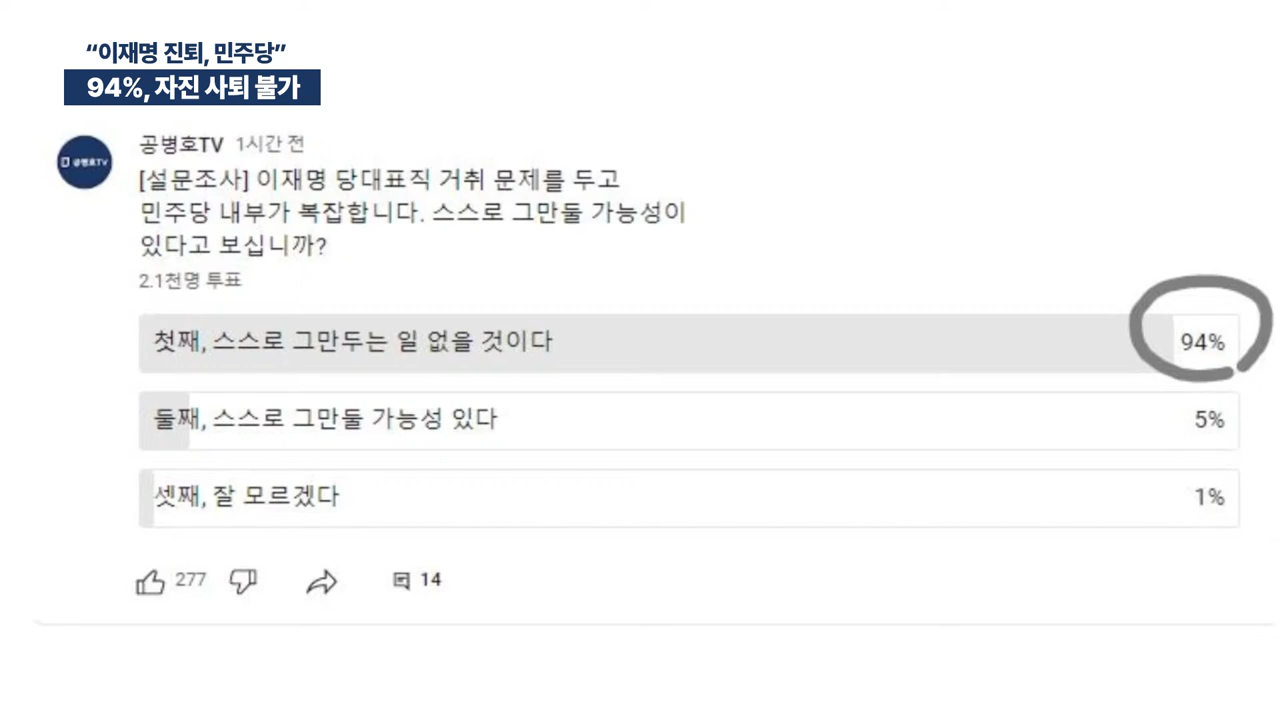 “이재명 진퇴, 민주당”
94%, 자진 사퇴 불가
공병호TV 1시간 전
공병호TV
[설문조사] 이재명 당대표직 거취 문제를 두고
민주당 내부가 복잡합니다. 스스로 그만둘 가능성이
있다고 보십니까?
2.1천명 투표
첫째, 스스로 그만두는 일 없을 것이다 94%
둘째, 스스로 그만둘 가능성 있다 5%
셋째, 잘 모르겠다 1%
277 14